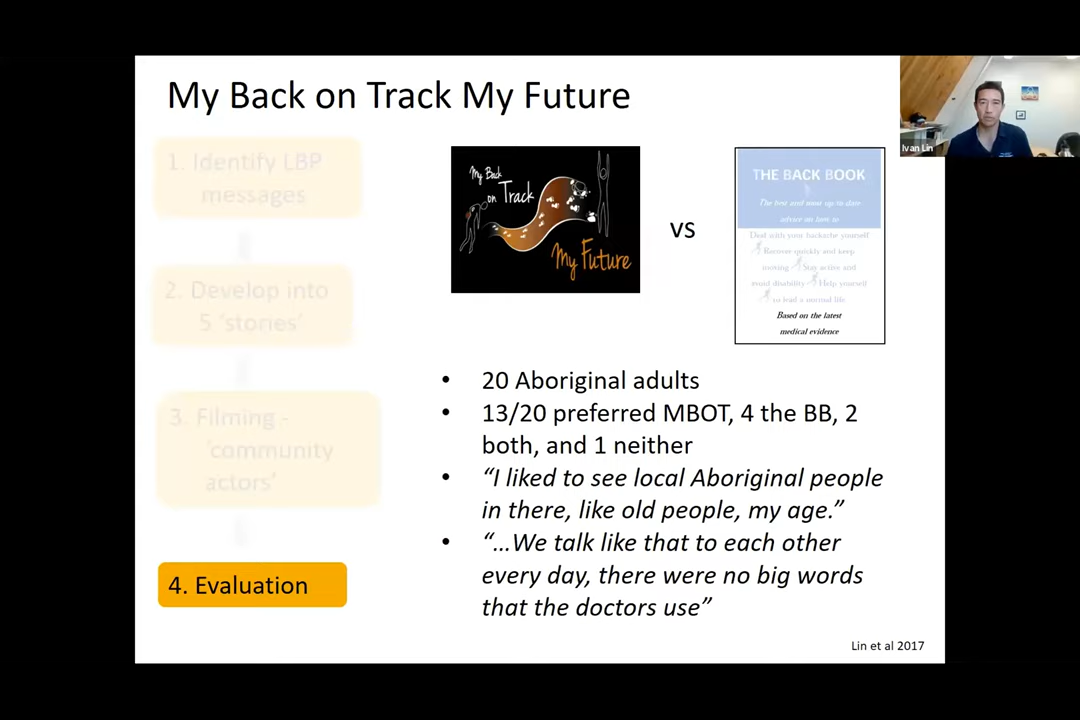 My Back on Track My Future
Ivan Lin
1. Identify LBP
messages
2. Develop into
5 'stories'
3. Filming -
'community
actors'
4. Evaluation
My Back
on Track
My Future
vs
THE BACK BOOK
The best and most up-to-date
advice on how to
Deal with your backache yourself
Recover quickly and keep
moving Stay active and
avoid disability Help yourself
to lead a normal life
Based on the latest
medical evidence
• 20 Aboriginal adults
• 13/20 preferred MBOT, 4 the BB, 2
both, and 1 neither
• “I liked to see local Aboriginal people
in there, like old people, my age.”
• “…We talk like that to each other
every day, there were no big words
that the doctors use”
Lin et al 2017